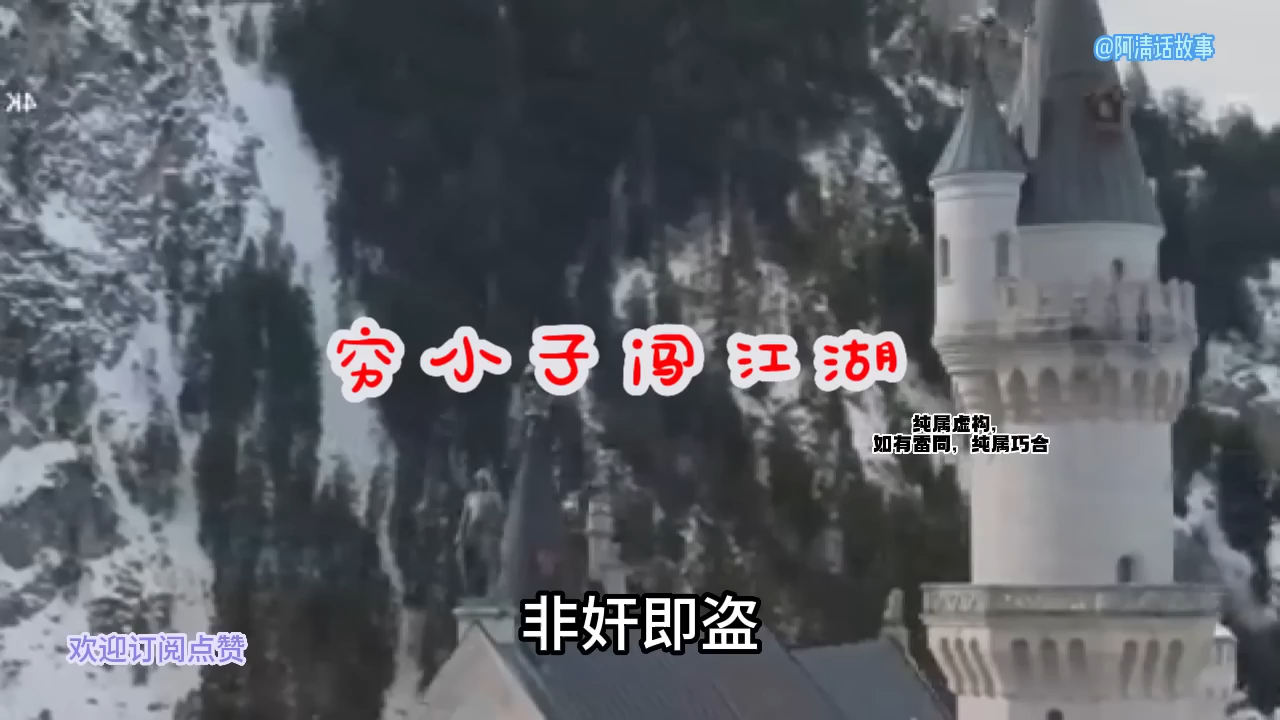 @阿清话故事
4K
穷小子闯江湖
纯属虚构,
如有雷同,纯属巧合
非奸即盗
欢迎订阅点赞